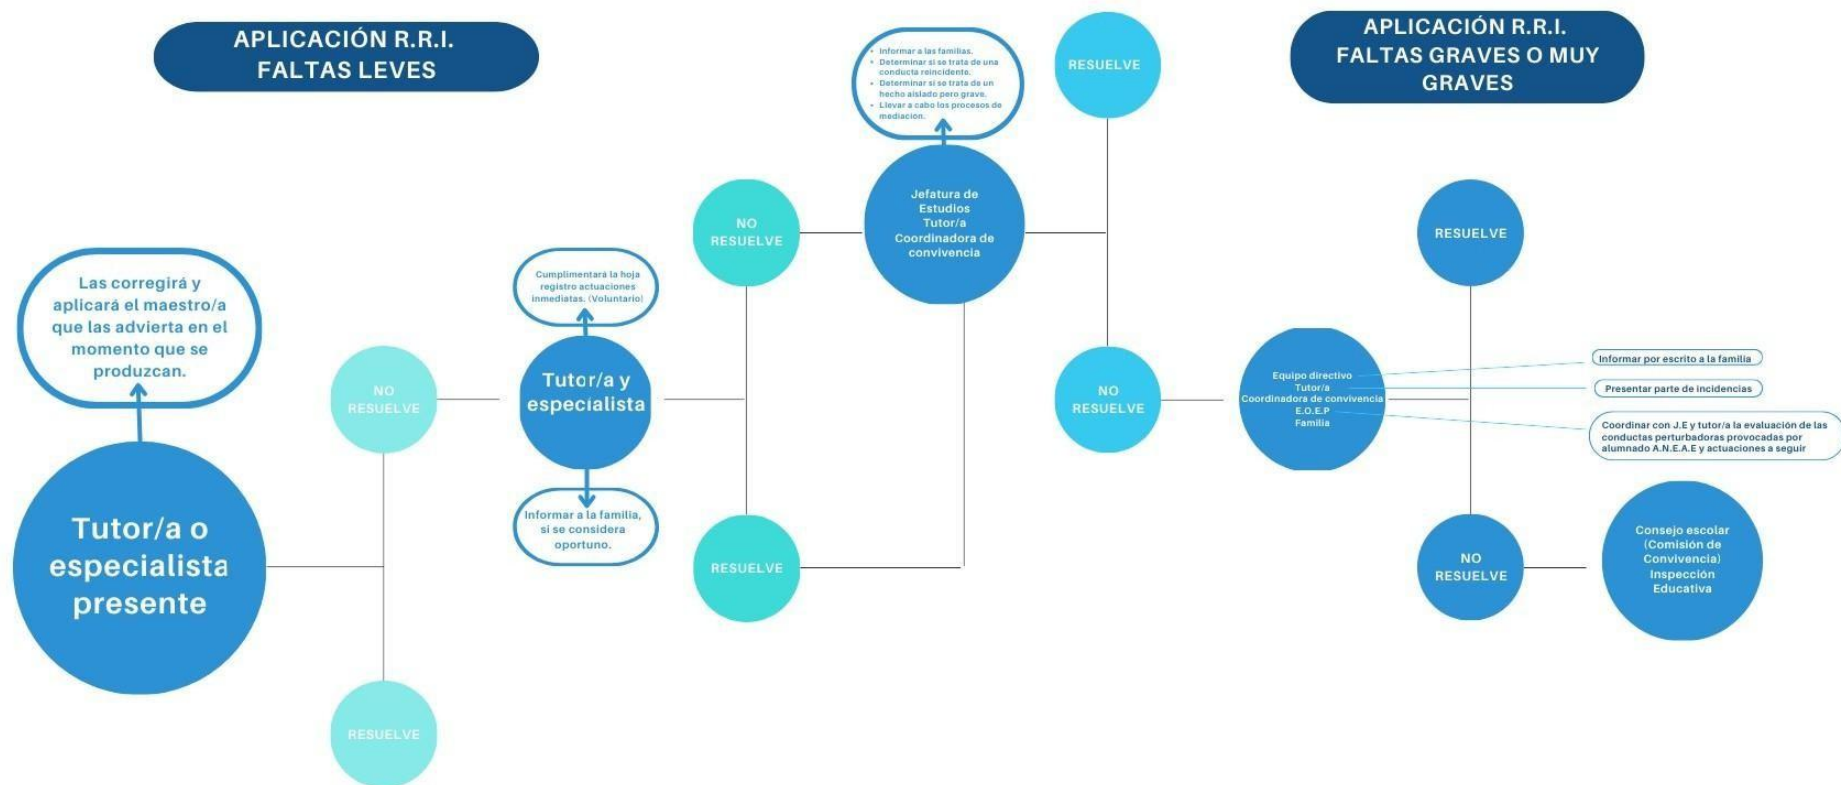 APLICACIÓN R.R.I.
FALTAS LEVES
Las corregirá y
aplicará el maestro/a
que las advierta en el
momento que se
produzcan.
Tutor/a o
especialista
presente
NO
RESUELVE
RESUELVE
Cumplimentará la hoja
registro actuaciones
inmediatas. (Voluntario)
Tutor/a y
especialista
Informar a la familia,
si se considera
oportuno.
NO
RESUELVE
RESUELVE
• Informar a las familias.
• Determinar si se trata de una
conducta reincidente.
• Determinar si se trata de un
hecho aislado pero grave.
• Llevar a cabo los procesos de
mediación.
Jefatura de
Estudios
Tutor/a
Coordinadora de
convivencia
RESUELVE
NO
RESUELVE
APLICACIÓN R.R.I.
FALTAS GRAVES O MUY
GRAVES
Equipo directivo
Tutor/a
Coordinadora de convivencia
E.O.E.P
Familia
RESUELVE
Informar por escrito a la familia
Presentar parte de incidencias
Coordinar con J.E y tutor/a la evaluación de las
conductas perturbadoras provocadas por
alumnado A.N.E.A.E y actuaciones a seguir
NO
RESUELVE
Consejo escolar
(Comisión de
Convivencia)
Inspección
Educativa